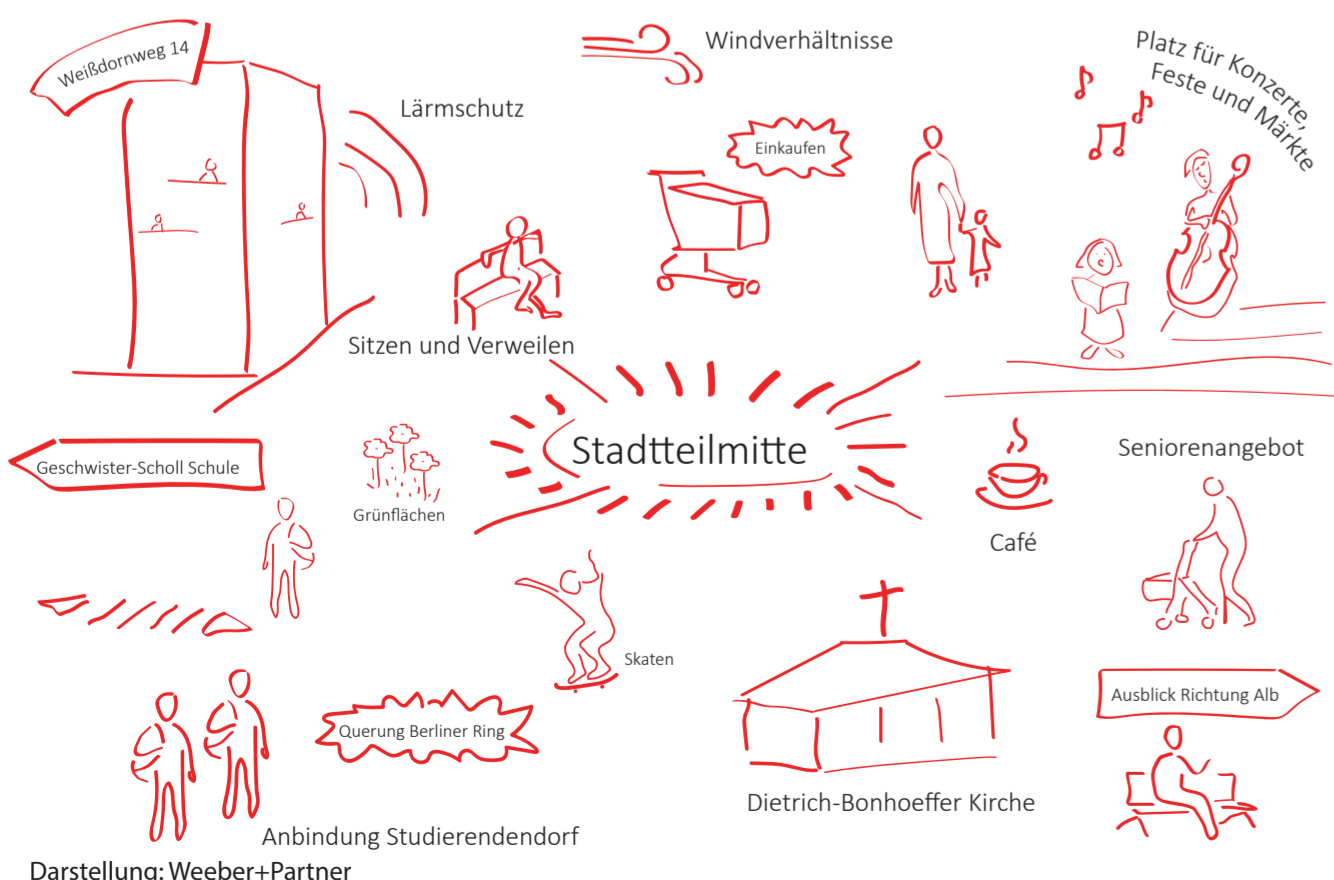 Weißdornweg 14
Windverhältnisse
Platz für Konzerte,
Feste und Märkte
Lärmschutz
Einkaufen
Sitzen und Verweilen
Stadtteilmitte
Geschwister-Scholl Schule
Grünflächen
Seniorenangebot
Café
Skaten
Ausblick Richtung Alb
Querung Berliner Ring
Dietrich-Bonhoeffer Kirche
Anbindung Studierendendorf
Darstellung: Weeber+Partner